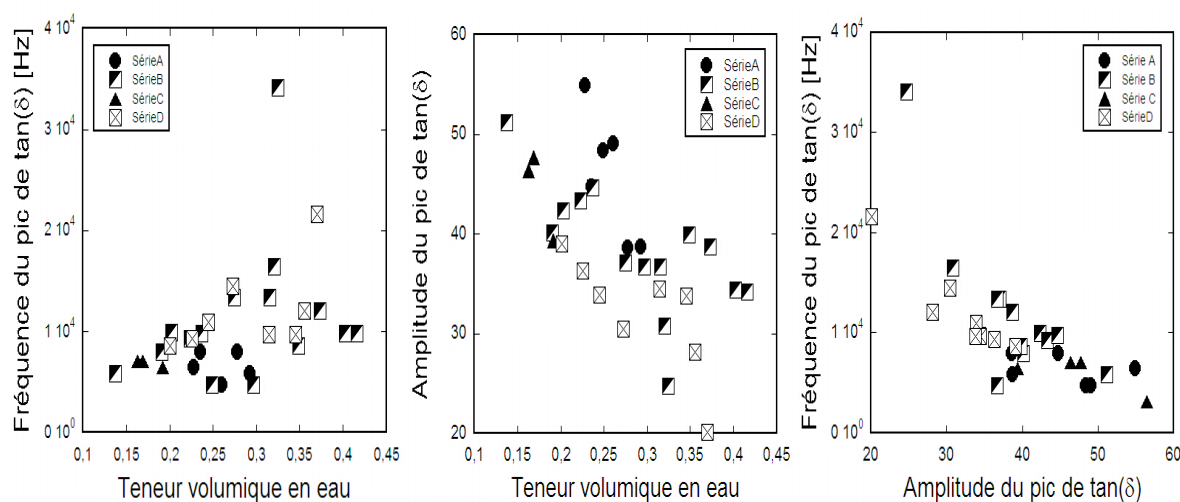 Fréquence du pic de tan(δ) [Hz]
4 10⁴
3 10⁴
2 10⁴
1 10⁴
0 10⁰
SérieA
SérieB
SérieC
SérieD
0,1 0,15 0,2 0,25 0,3 0,35 0,4 0,45
Teneur volumique en eau
Amplitude du pic de tan(δ)
60
50
40
30
20
SérieA
SérieB
SérieC
SérieD
0,1 0,15 0,2 0,25 0,3 0,35 0,4 0,45
Teneur volumique en eau
Fréquence du pic de tan(δ) [Hz]
4 10⁴
3 10⁴
2 10⁴
1 10⁴
0 10⁰
Série A
Série B
Série C
SérieD
20 30 40 50 60
Amplitude du pic de tan(δ)